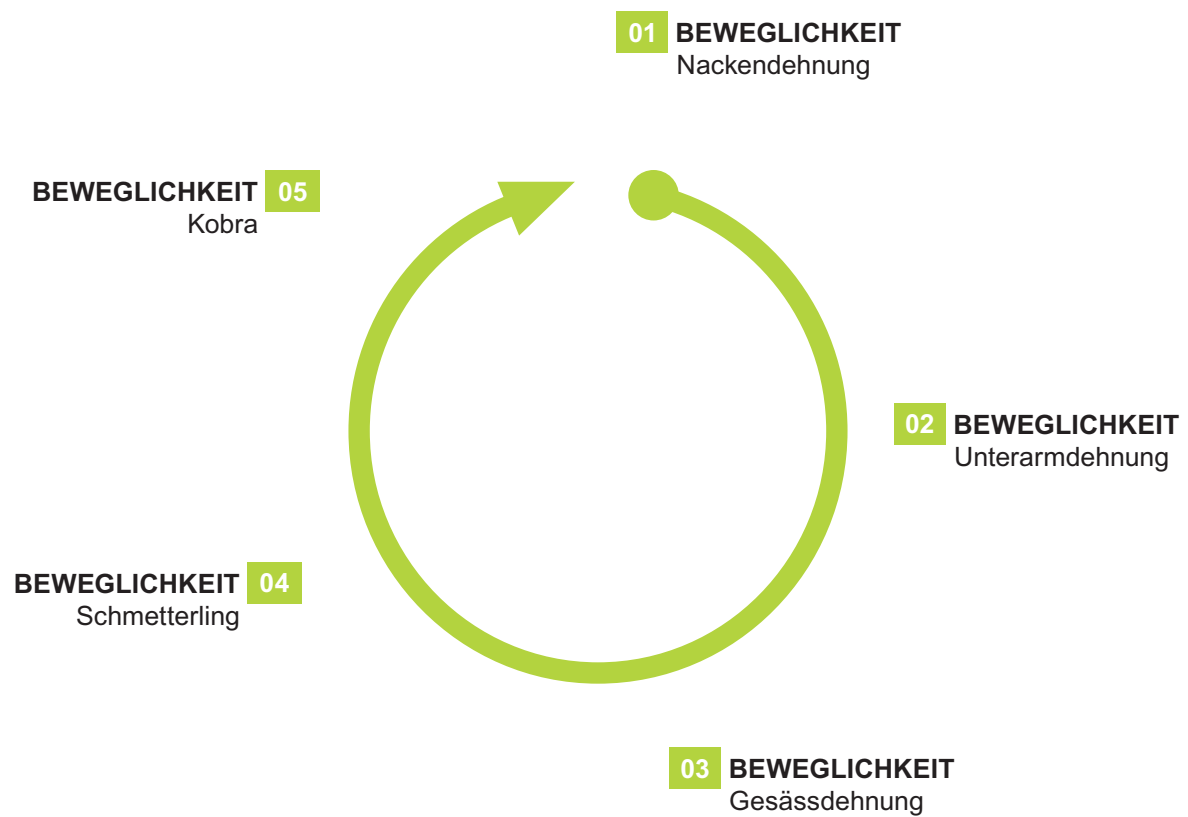 01 BEWEGLICHKEIT
Nackendehnung
02 BEWEGLICHKEIT
Unterarmdehnung
03 BEWEGLICHKEIT
Gesässdehnung
BEWEGLICHKEIT 04
Schmetterling
BEWEGLICHKEIT 05
Kobra